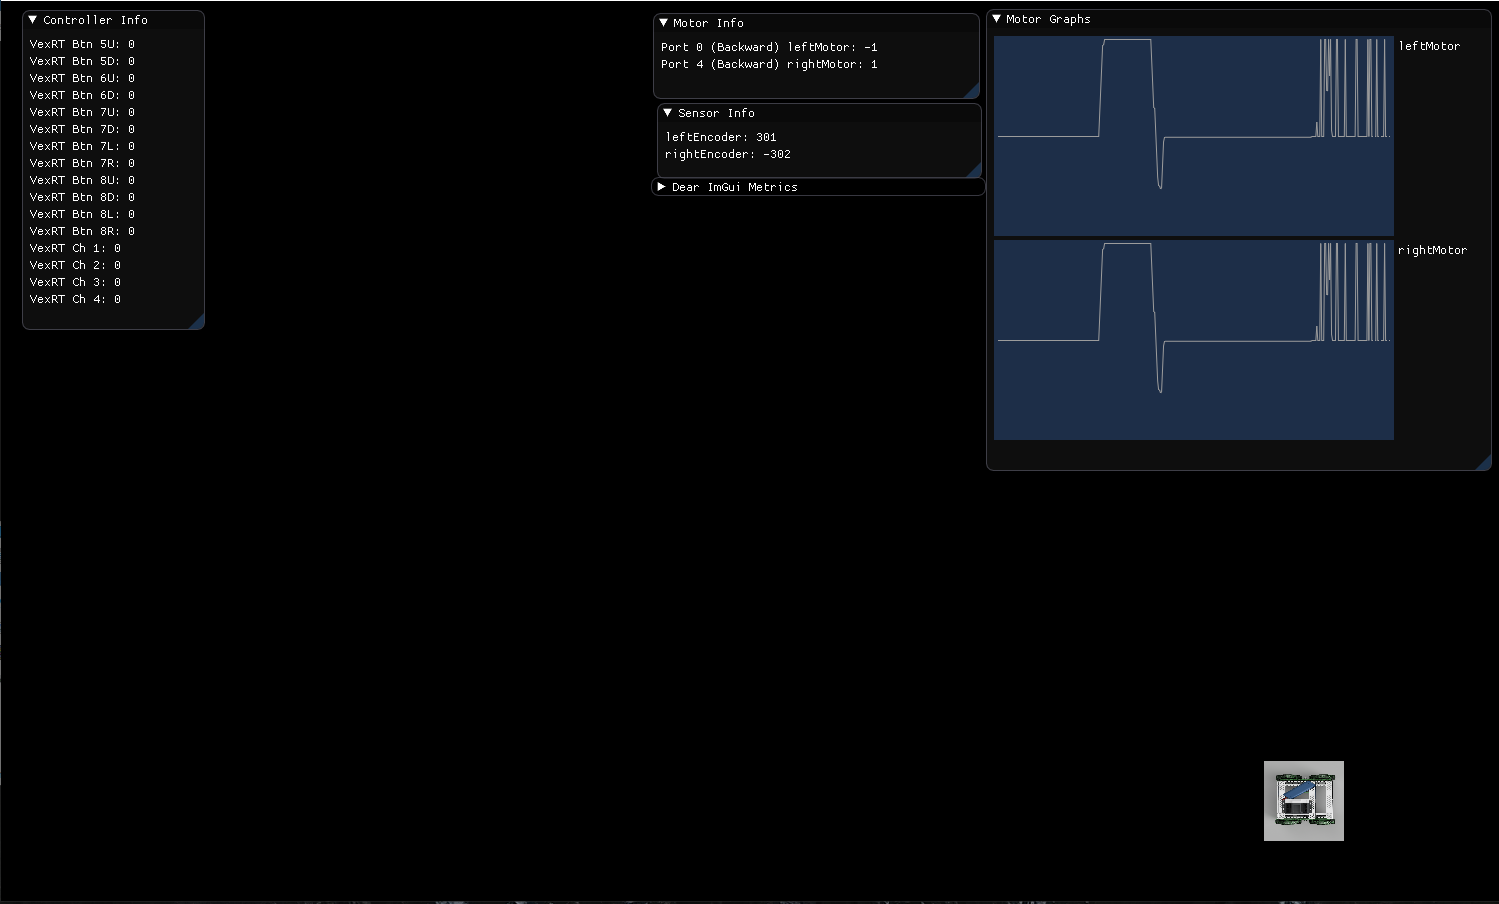 Controller Info
VexRT Btn 5U: 0
VexRT Btn 5D: 0
VexRT Btn 6U: 0
VexRT Btn 6D: 0
VexRT Btn 7U: 0
VexRT Btn 7D: 0
VexRT Btn 7L: 0
VexRT Btn 7R: 0
VexRT Btn 8U: 0
VexRT Btn 8D: 0
VexRT Btn 8L: 0
VexRT Btn 8R: 0
VexRT Ch 1: 0
VexRT Ch 2: 0
VexRT Ch 3: 0
VexRT Ch 4: 0
Motor Info
Port 0 (Backward) leftMotor: -1
Port 4 (Backward) rightMotor: 1
Sensor Info
leftEncoder: 301
rightEncoder: -302
Dear ImGui Metrics
Motor Graphs
leftMotor
rightMotor